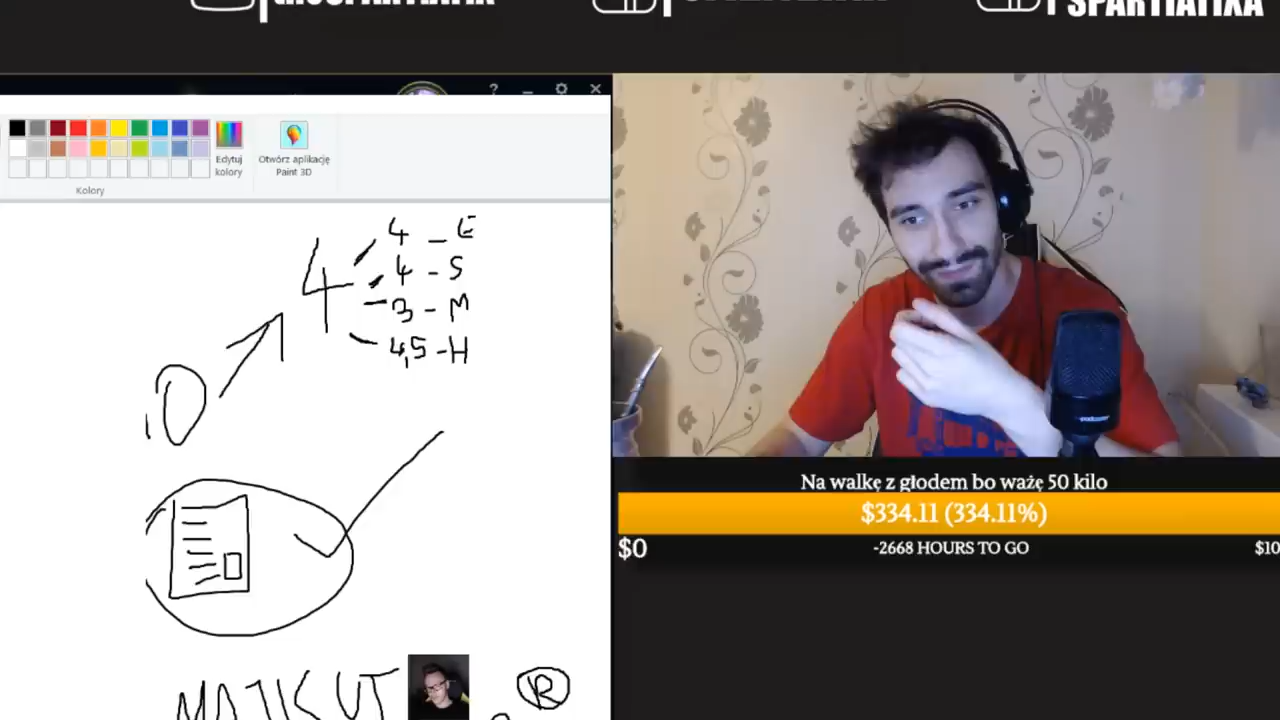 SPARTIATIXA
?
Edytuj
kolory
Otwórz aplikację
Paint 3D
Kolory
4
4 - E
4 - S
3 - M
4,5 - H
0
Na walkę z głodem bo ważę 50 kilo
$334.11 (334.11%)
$0
-2668 HOURS TO GO
$10
R